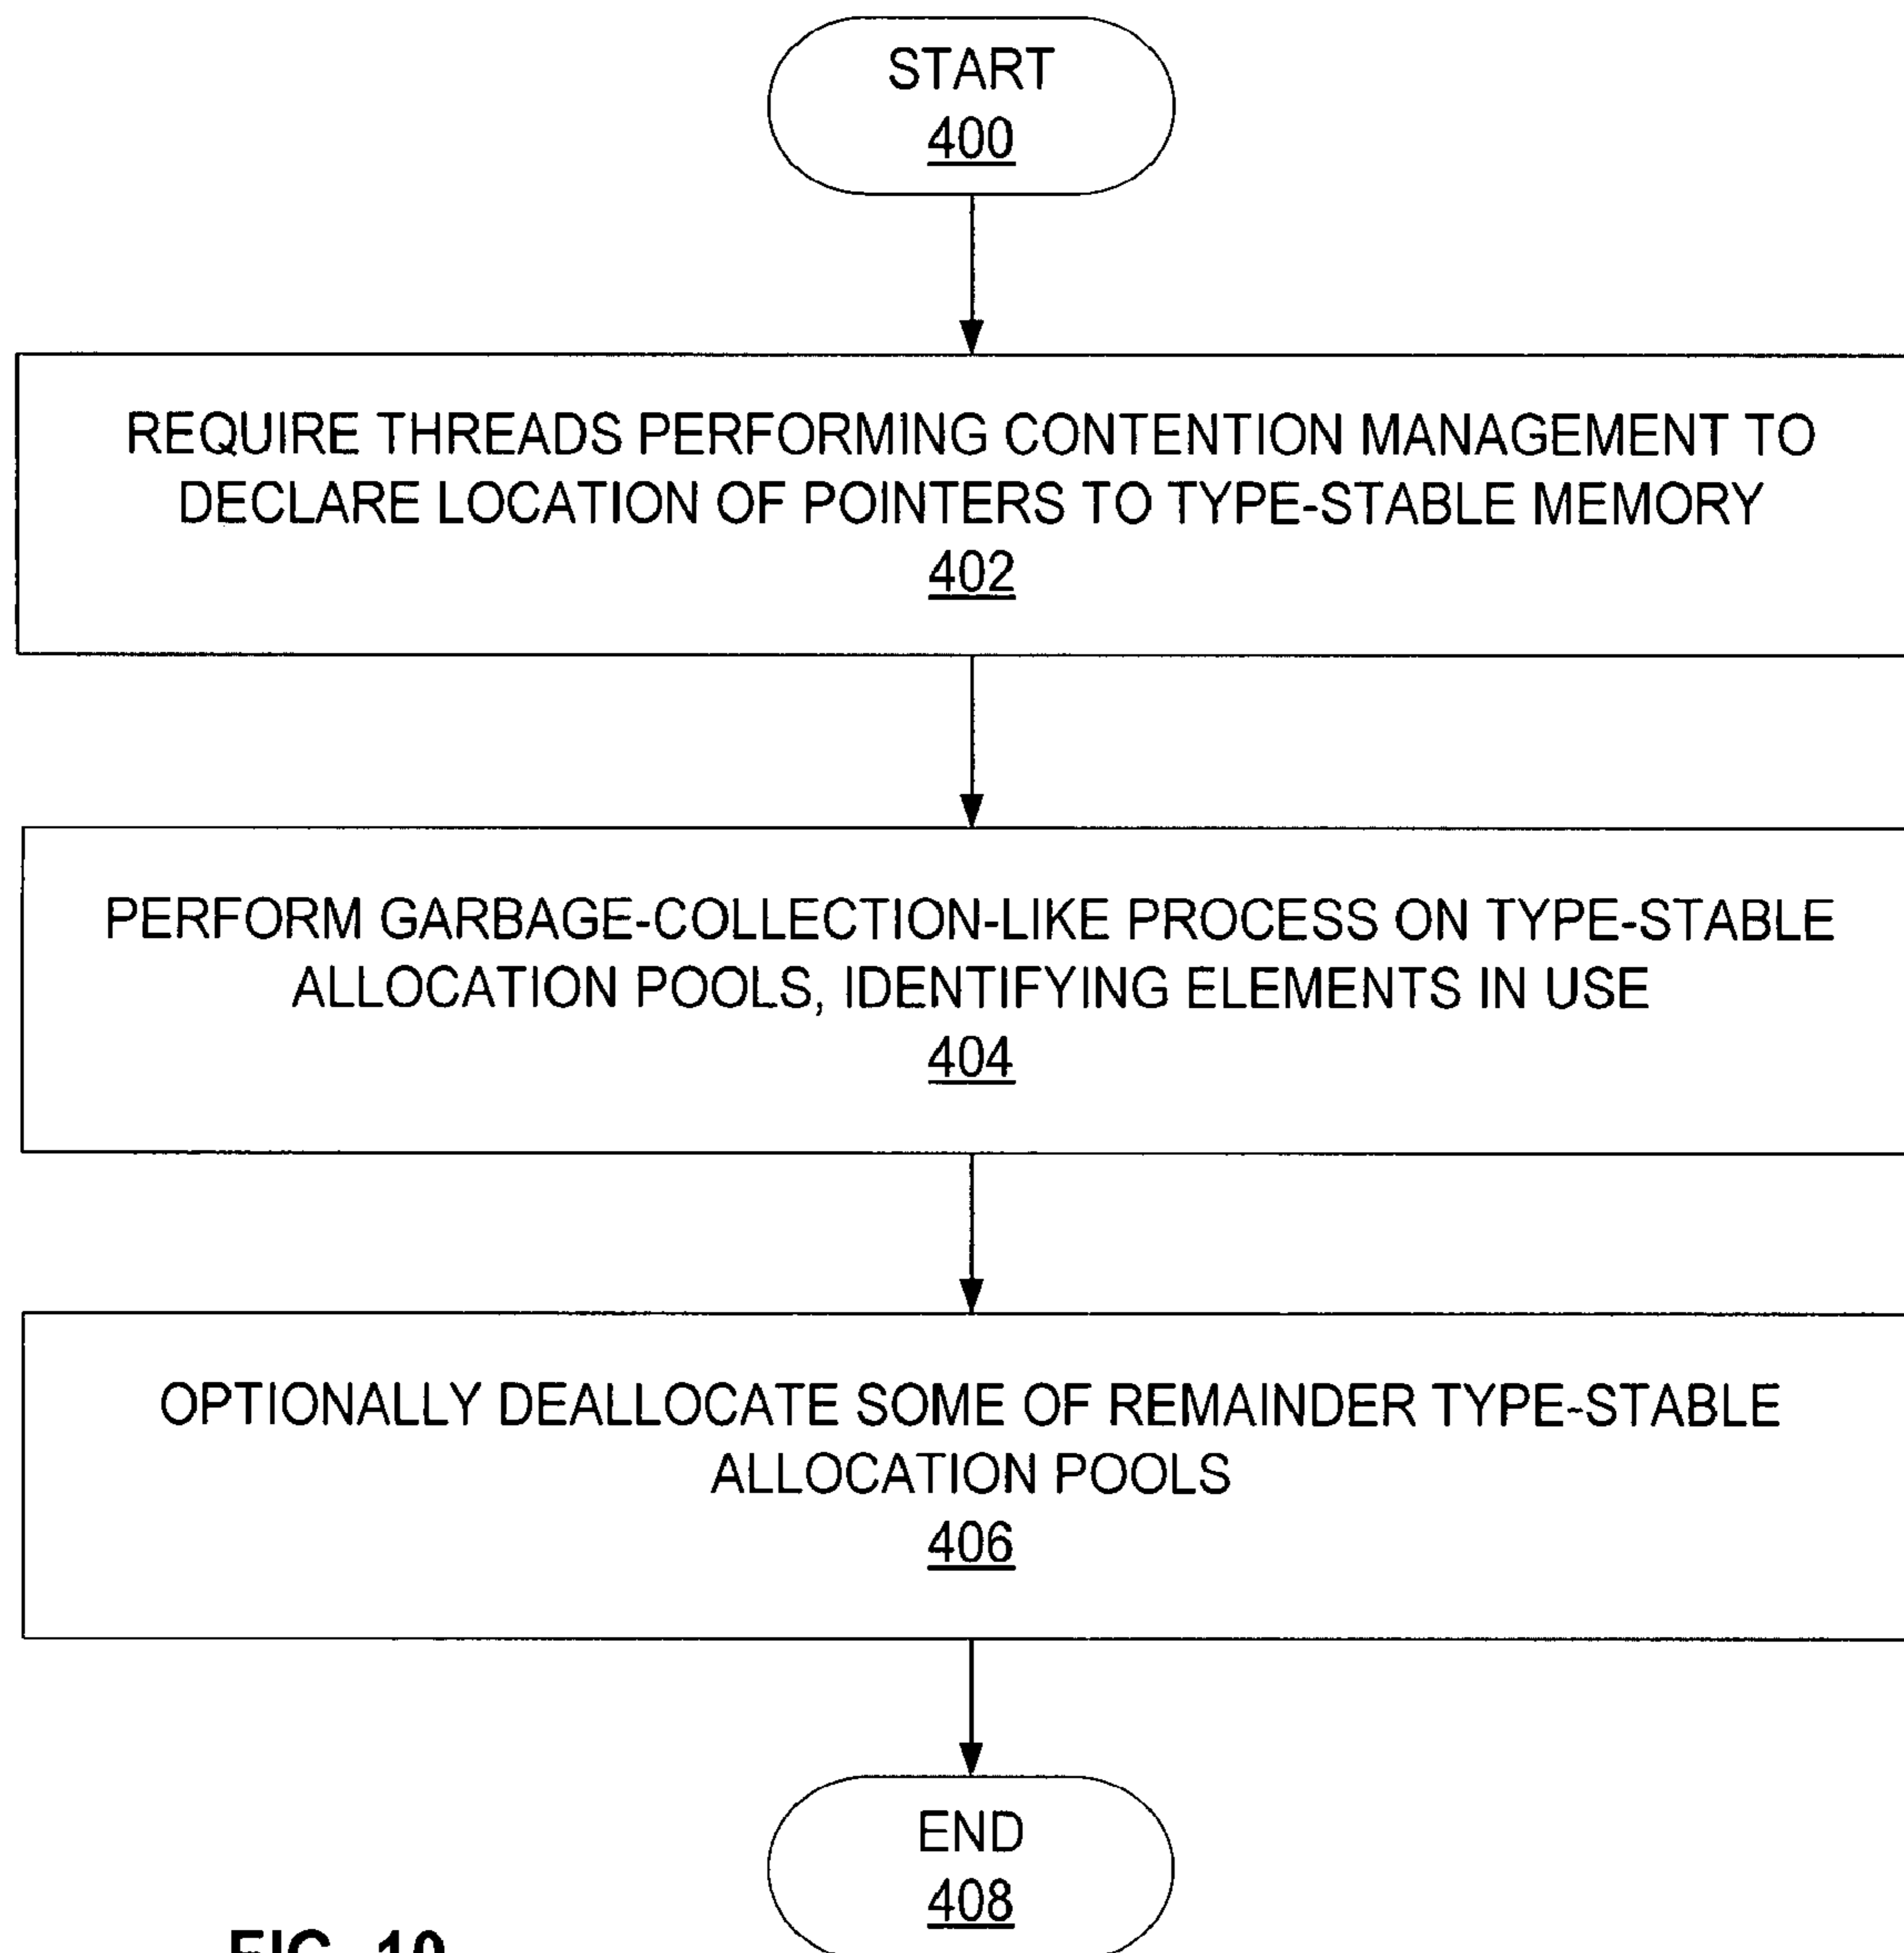 START
400
REQUIRE THREADS PERFORMING CONTENTION MANAGEMENT TO
DECLARE LOCATION OF POINTERS TO TYPE-STABLE MEMORY
402
PERFORM GARBAGE-COLLECTION-LIKE PROCESS ON TYPE-STABLE
ALLOCATION POOLS, IDENTIFYING ELEMENTS IN USE
404
OPTIONALLY DEALLOCATE SOME OF REMAINDER TYPE-STABLE
ALLOCATION POOLS
406
END
408
FIG. 10